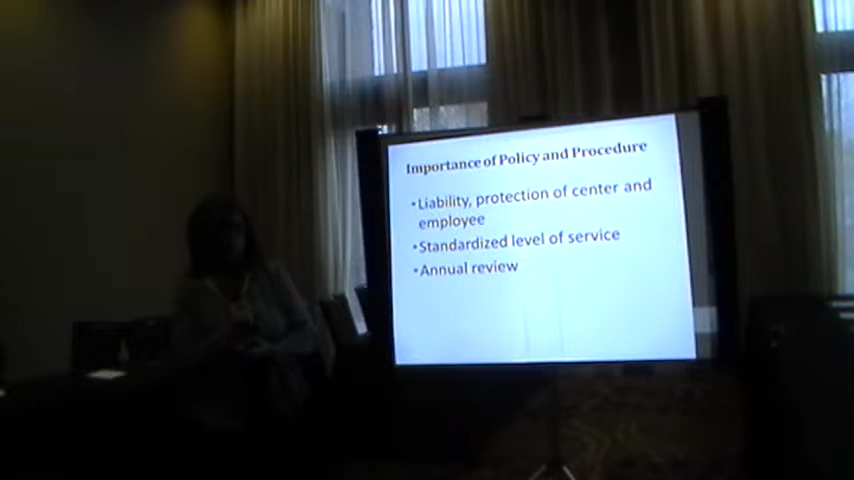 Importance of Policy and Procedure
•Liability, protection of center and
employee
•Standardized level of service
•Annual review